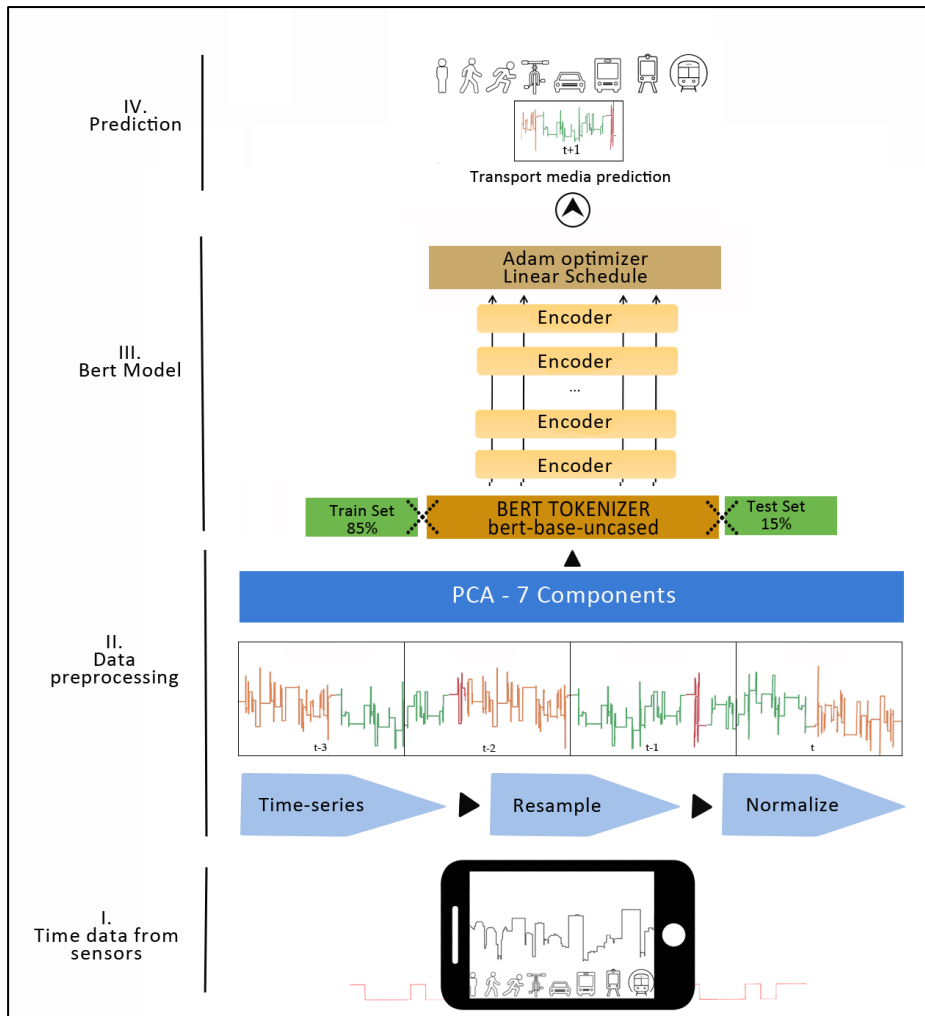 IV.
Prediction
t+1
Transport media prediction
III.
Bert Model
Adam optimizer
Linear Schedule
Encoder
Encoder
...
Encoder
Encoder
Train Set
85%
BERT TOKENIZER
bert-base-uncased
Test Set
15%
II.
Data
preprocessing
PCA - 7 Components
t-3
t-2
t-1
t
Time-series
Resample
Normalize
I.
Time data from
sensors